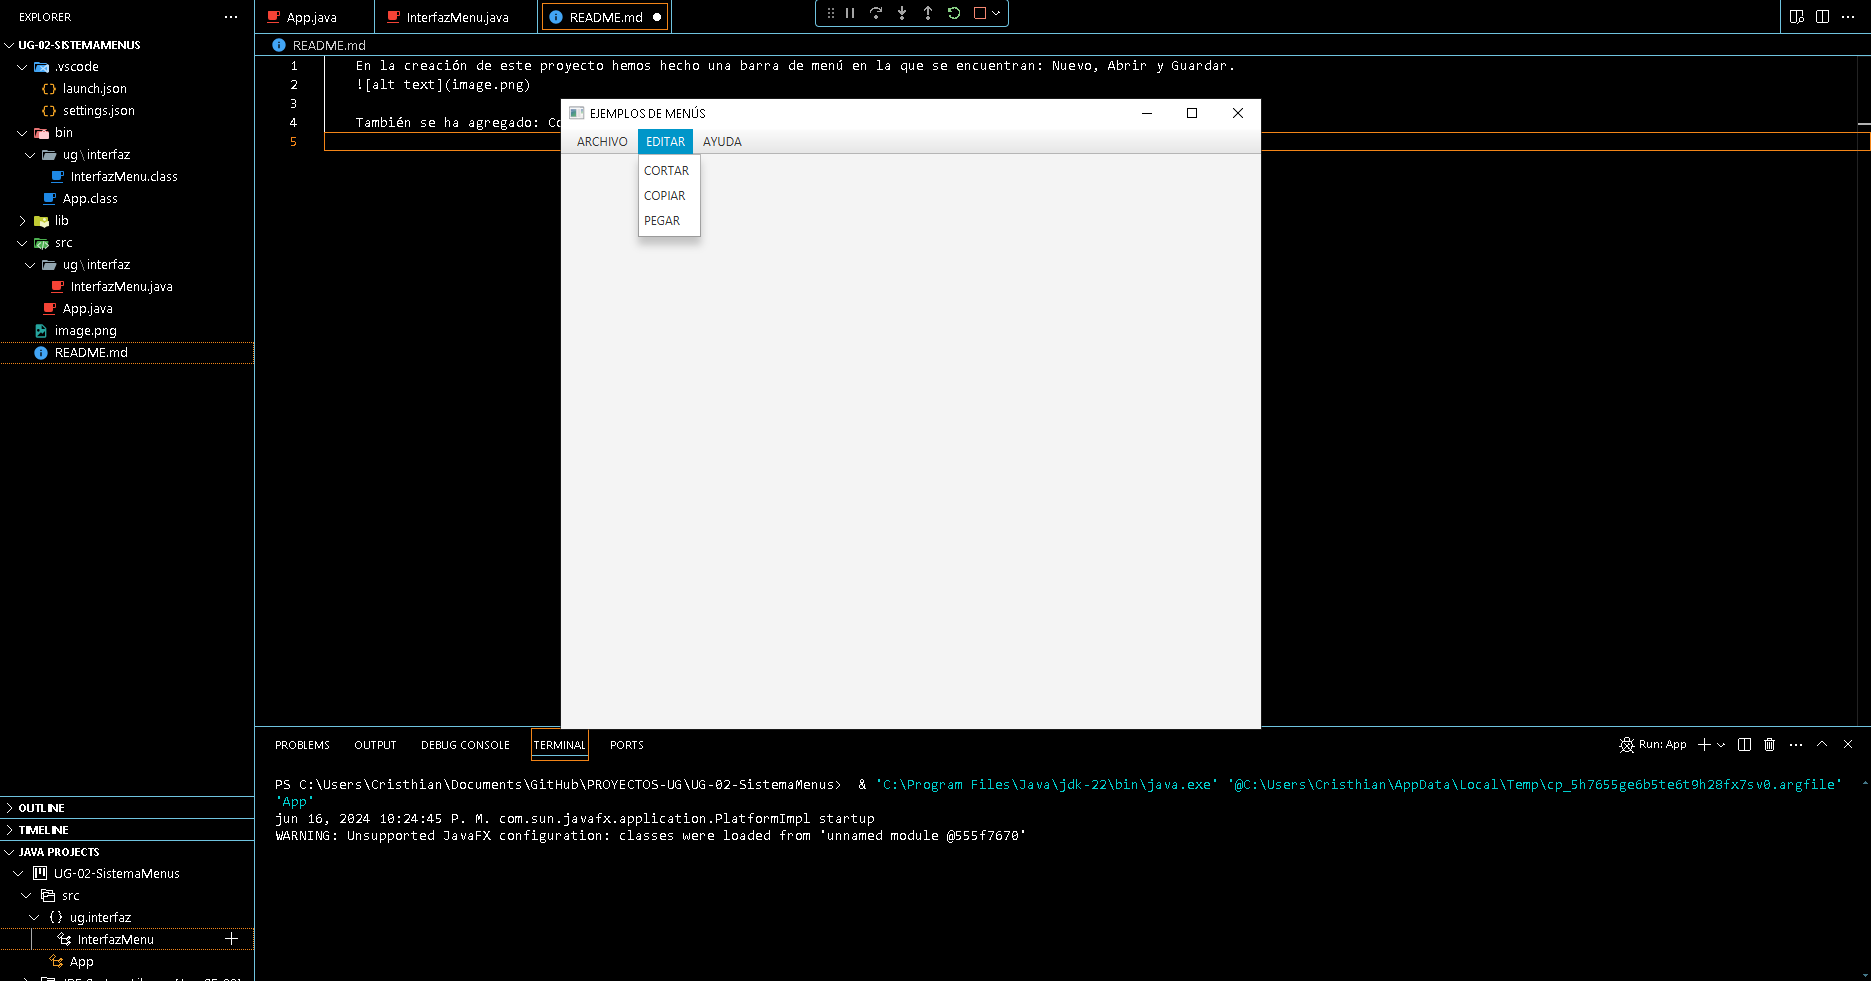 EXPLORER
UG-02-SISTEMAMENUS
.vscode
launch.json
settings.json
bin
ug\interfaz
InterfazMenu.class
App.class
lib
src
ug\interfaz
InterfazMenu.java
App.java
image.png
README.md
OUTLINE
TIMELINE
JAVA PROJECTS
UG-02-SistemaMenus
src
ug.interfaz
InterfazMenu
App
App.java
InterfazMenu.java
README.md
README.md
1 En la creación de este proyecto hemos hecho una barra de menú en la que se encuentran: Nuevo, Abrir y Guardar.
2 ![alt text](image.png)
3
4 También se ha agregado:
5
EJEMPLOS DE MENÚS
ARCHIVO EDITAR AYUDA
CORTAR
COPIAR
PEGAR
PROBLEMS OUTPUT DEBUG CONSOLE TERMINAL PORTS
Run: App
PS C:\Users\Cristhian\Documents\GitHub\PROYECTOS-UG\UG-02-SistemaMenus> & 'C:\Program Files\Java\jdk-22\bin\java.exe' '@C:\Users\Cristhian\AppData\Local\Temp\cp_5h7655ge6b5te6t9h28fx7sv0.argfile'
'App'
jun 16, 2024 10:24:45 P. M. com.sun.javafx.application.PlatformImpl startup
WARNING: Unsupported JavaFX configuration: classes were loaded from 'unnamed module @555f7670'